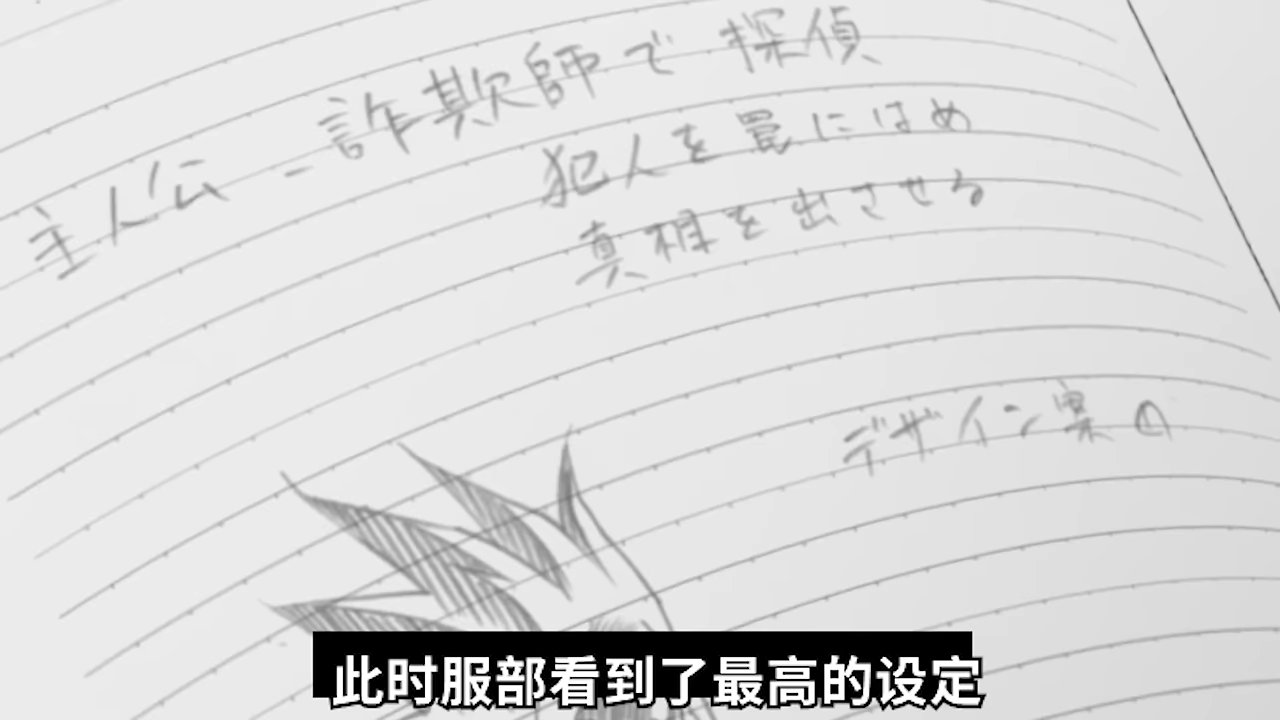 主人公 - 詐欺師で探偵
犯人を罠にはめ
真相を出させる
デザイン案①
此时服部看到了最高的设定